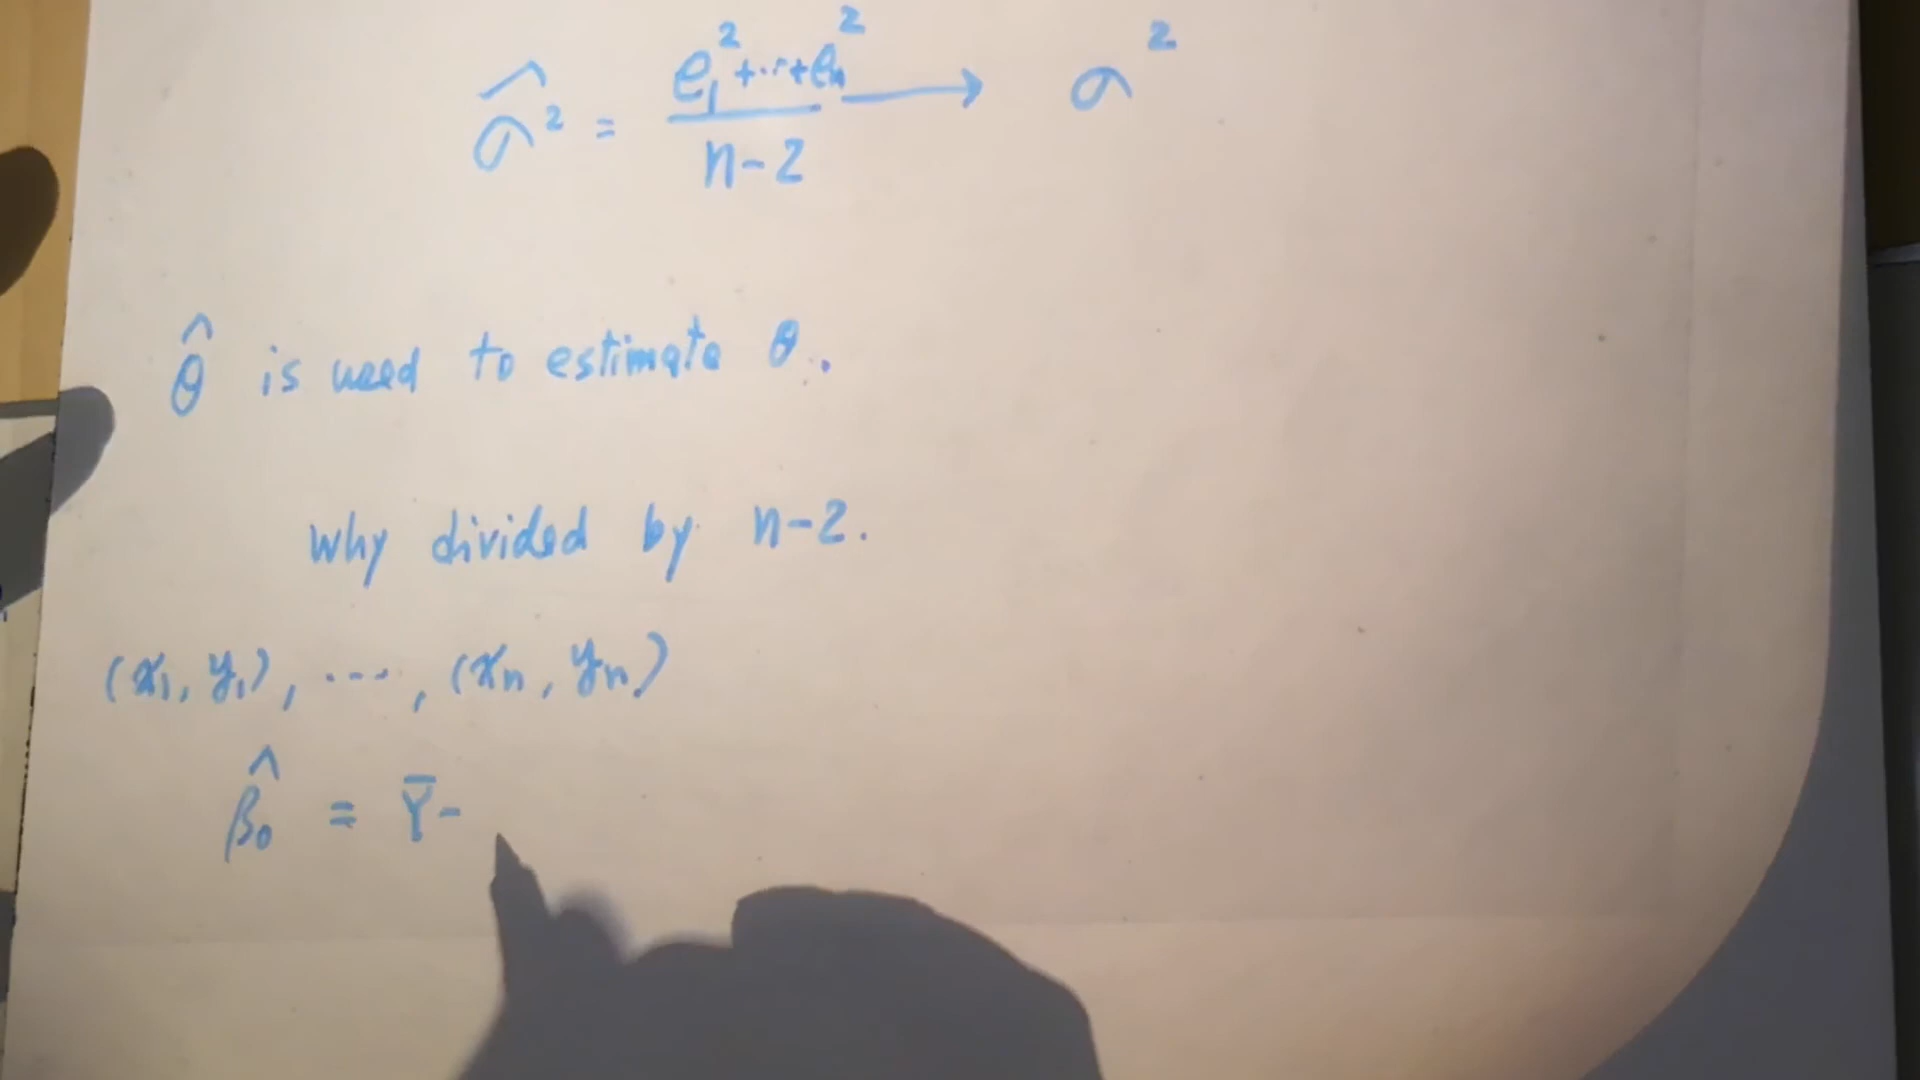 σ̂² = (e₁² + ... + eₙ²) / (n-2) → σ²
θ̂ is used to estimate θ.
why divided by n-2.
(x₁, y₁), ..., (xₙ, yₙ)
β̂₀ = Ȳ -